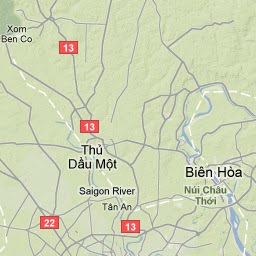 Xom
Ben Co
13
13
Thủ
Dầu Một
Biên Hòa
Núi Châu
Thới
Saigon River
Tân An
22
13